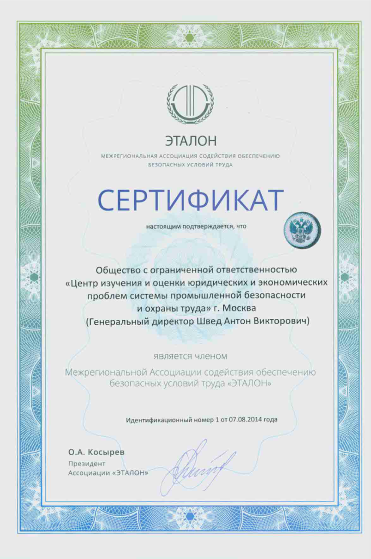 ЭТАЛОН
МЕЖРЕГИОНАЛЬНАЯ АССОЦИАЦИЯ СОДЕЙСТВИЯ ОБЕСПЕЧЕНИЮ
БЕЗОПАСНЫХ УСЛОВИЙ ТРУДА
СЕРТИФИКАТ
настоящим подтверждается, что
Общество с ограниченной ответственностью
«Центр изучения и оценки юридических и экономических
проблем системы промышленной безопасности
и охраны труда» г. Москва
(Генеральный директор Швед Антон Викторович)
является членом
Межрегиональной Ассоциации содействия обеспечению
безопасных условий труда «ЭТАЛОН»
Идентификационный номер 1 от 07.08.2014 года
О.А. Косырев
Президент
Ассоциации «ЭТАЛОН»